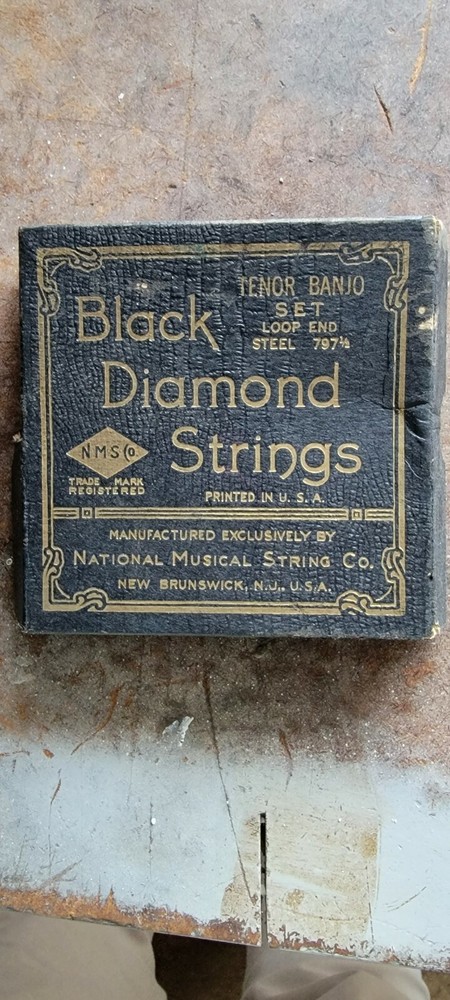 TENOR BANJO
SET
LOOP END
STEEL 797½
Black
Diamond
Strings
N.M.S.Co.
TRADE MARK
REGISTERED
PRINTED IN U. S. A.
MANUFACTURED EXCLUSIVELY BY
NATIONAL MUSICAL STRING CO.
NEW BRUNSWICK, N.J., U.S.A.